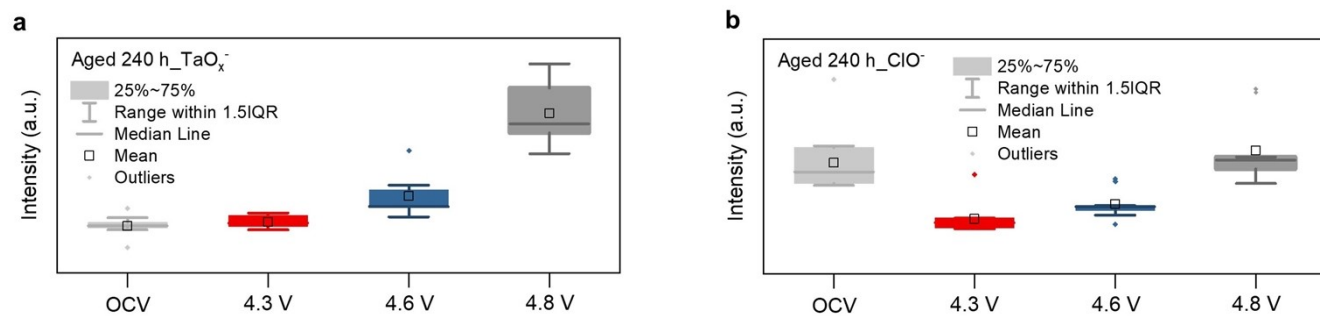 a
Aged 240 h_TaOₓ⁻
25%~75%
Range within 1.5IQR
Median Line
Mean
Outliers
Intensity (a.u.)
OCV 4.3 V 4.6 V 4.8 V
b
Aged 240 h_ClO⁻
25%~75%
Range within 1.5IQR
Median Line
Mean
Outliers
Intensity (a.u.)
OCV 4.3 V 4.6 V 4.8 V